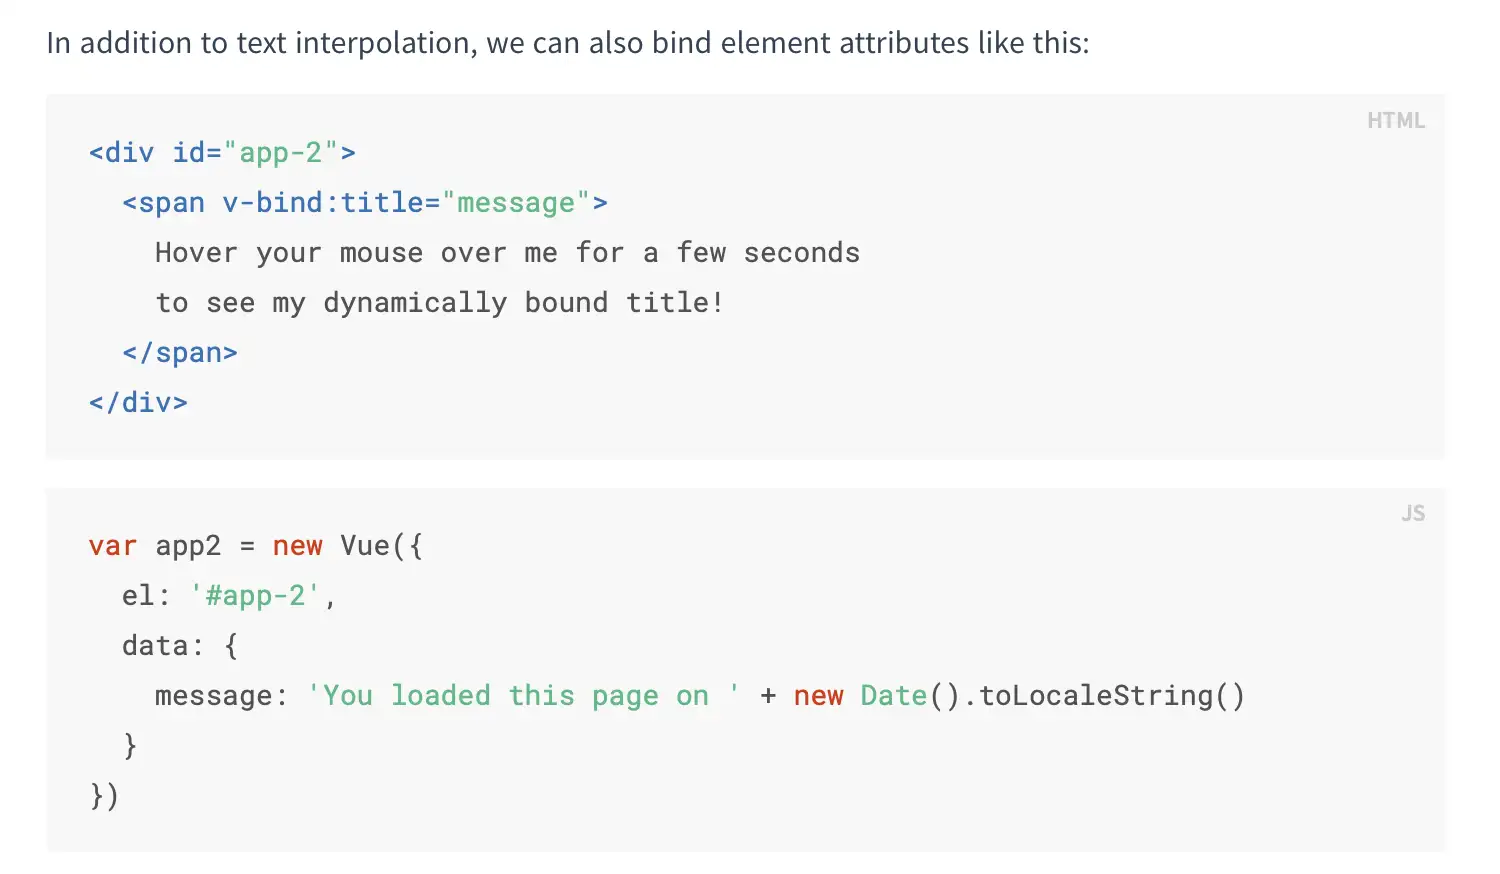 In addition to text interpolation, we can also bind element attributes like this:
HTML
<div id="app-2">
  <span v-bind:title="message">
    Hover your mouse over me for a few seconds
    to see my dynamically bound title!
  </span>
</div>
JS
var app2 = new Vue({
  el: '#app-2',
  data: {
    message: 'You loaded this page on ' + new Date().toLocaleString()
  }
})